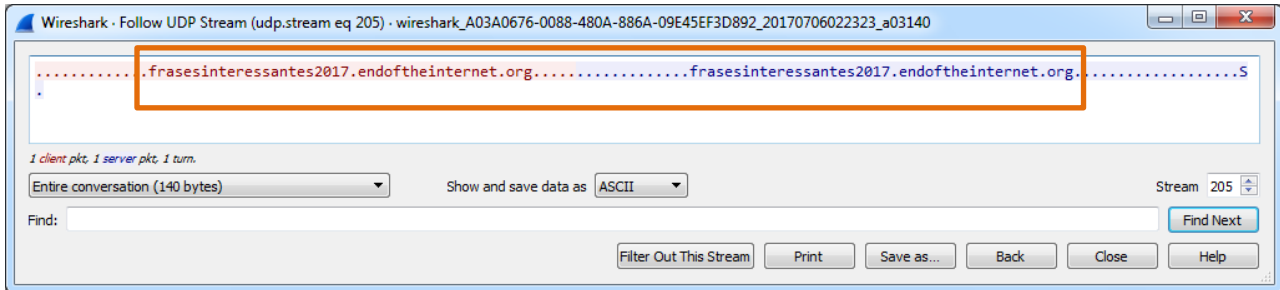 Wireshark · Follow UDP Stream (udp.stream eq 205) · wireshark_A03A0676-0088-480A-886A-09E45EF3D892_20170706022323_a03140
.............frasesinteressantes2017.endoftheinternet.org..................frasesinteressantes2017.endoftheinternet.org...................S
.
1 client pkt, 1 server pkt, 1 turn.
Entire conversation (140 bytes) Show and save data as ASCII Stream 205
Find: Find Next
Filter Out This Stream Print Save as... Back Close Help